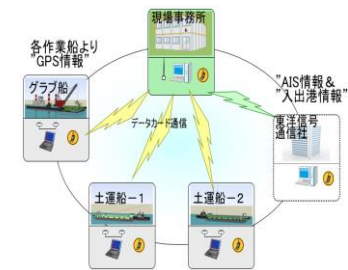 現場事務所
各作業船より
"GPS情報"
グラブ船
"AIS情報&
"入出港情報"
東洋信号
通信社
データカード通信
土運船-1
土運船-2